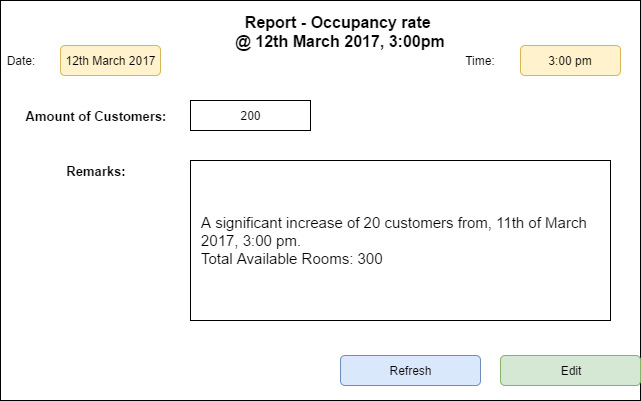 Report - Occupancy rate
@ 12th March 2017, 3:00pm
Date: 12th March 2017 Time: 3:00 pm
Amount of Customers: 200
Remarks:
A significant increase of 20 customers from, 11th of March
2017, 3:00 pm.
Total Available Rooms: 300
Refresh Edit